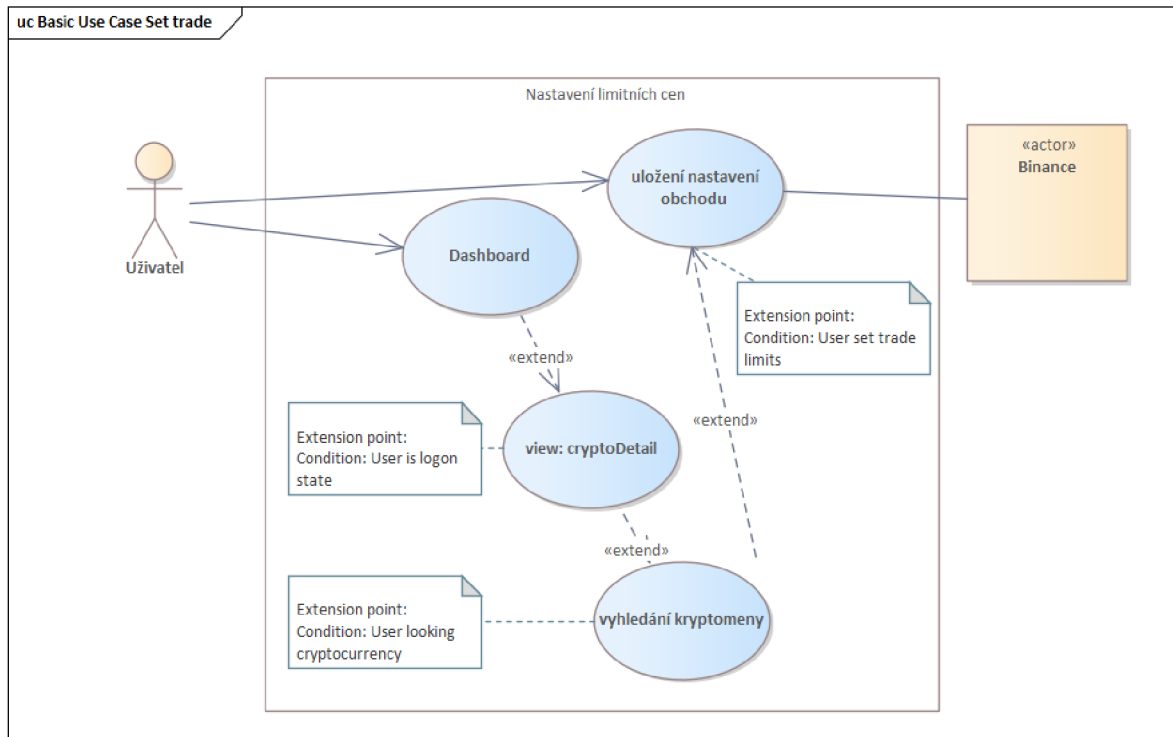 uc Basic Use Case Set trade
Nastavení limitních cen
«actor»
Binance
uložení nastavení
obchodu
Uživatel
Dashboard
Extension point:
Condition: User set trade
limits
«extend»
«extend»
Extension point:
Condition: User is logon
state
view: cryptoDetail
«extend»
Extension point:
Condition: User looking
cryptocurrency
vyhledání kryptomeny